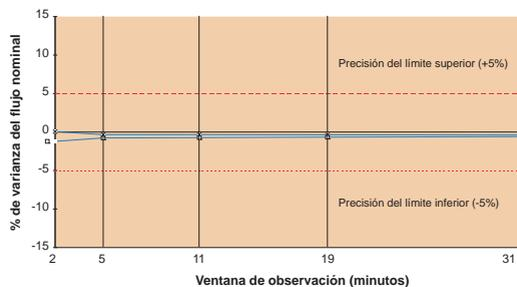 15
10
5
0
-5
-10
-15
% de varianza del flujo nominal
Precisión del límite superior (+5%)
Precisión del límite inferior (-5%)
2 5 11 19 31
Ventana de observación (minutos)